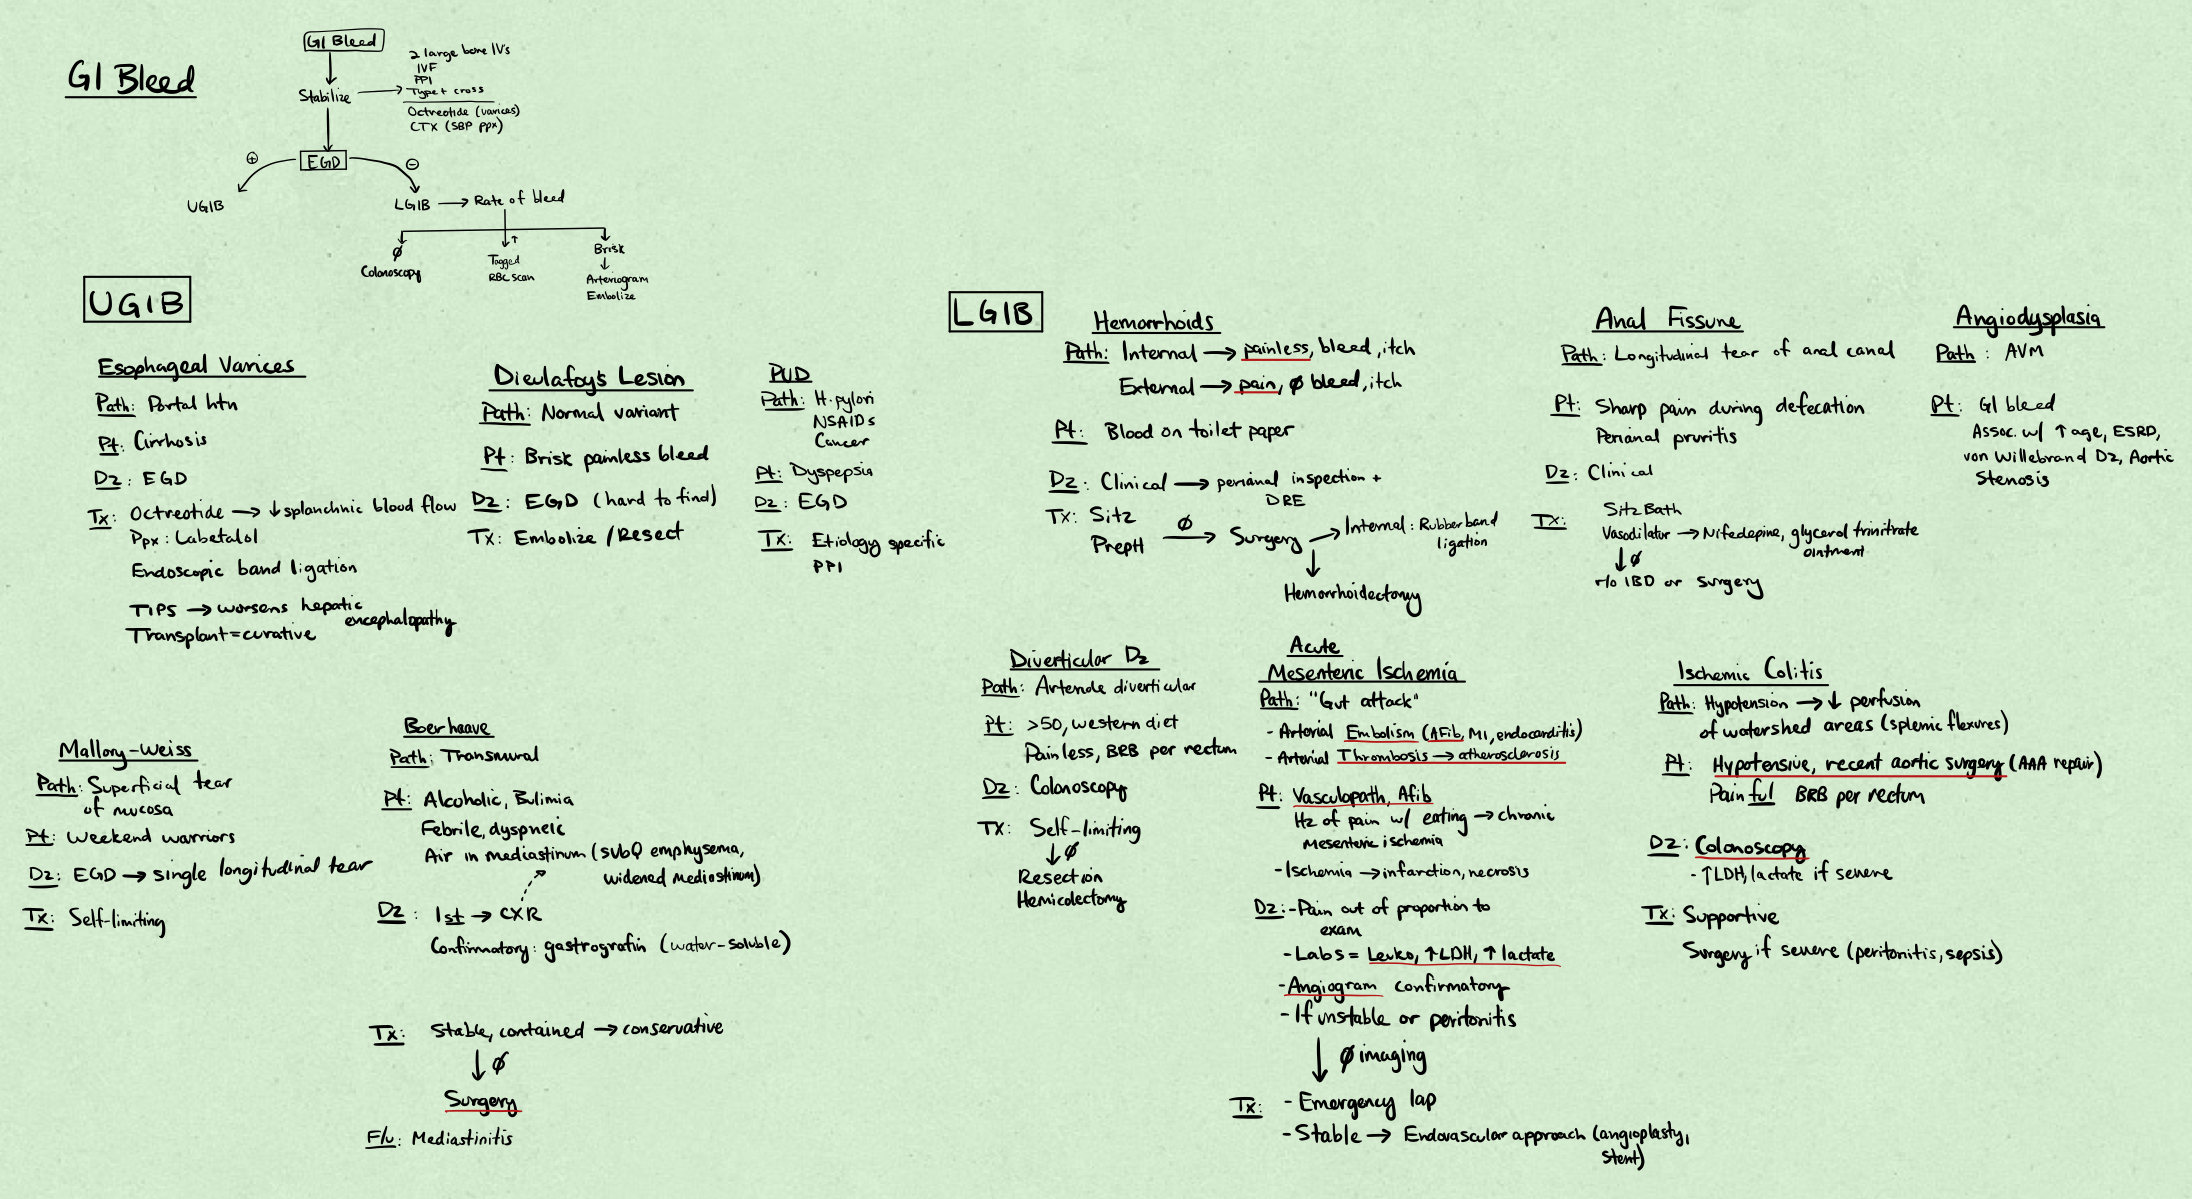 GI Bleed
GI Bleed
2 large bore IV's
IVF
PPI
Type + cross
Stabilize
Octreotide (varices)
CTX (SBP ppx)
⊕
EGD
⊖
UGIB
LGIB → Rate of bleed
∅
Colonoscopy
↑
Tagged
RBC scan
Brisk
↓
Arteriogram
Embolize
UGIB
Esophageal Varices
Path: Portal htn
Pt: Cirrhosis
Dz: EGD
Tx: Octreotide → ↓ splanchnic blood flow
Ppx: Labetalol
Endoscopic band ligation
TIPS → worsens hepatic
encephalopathy
Transplant = curative
Dieulafoy's Lesion
Path: Normal variant
Pt: Brisk painless bleed
Dz: EGD (hard to find)
Tx: Embolize / Resect
PUD
Path: H. pylori
NSAIDs
Cancer
Pt: Dyspepsia
Dz: EGD
Tx: Etiology specific
PPI
Mallory-Weiss
Path: Superficial tear
of mucosa
Pt: Weekend warriors
Dz: EGD → single longitudinal tear
Tx: Self-limiting
Boerhaave
Path: Transmural
Pt: Alcoholic, Bulimia
Febrile, dyspneic
Air in mediastinum (subQ emphysema,
widened mediastinum)
Dz: 1st → CXR
Confirmatory: gastrografin (water-soluble)
Tx: Stable, contained → conservative
↓ ∅
Surgery
F/u: Mediastinitis
LGIB
Hemorrhoids
Path: Internal → painless, bleed, itch
External → pain, ∅ bleed, itch
Pt: Blood on toilet paper
Dz: Clinical → perianal inspection +
DRE
Tx: Sitz
PrepH
∅ → Surgery → Internal: Rubber band
ligation
↓
Hemorrhoidectomy
Anal Fissure
Path: Longitudinal tear of anal canal
Pt: Sharp pain during defecation
Perianal pruritis
Dz: Clinical
Tx: Sitz Bath
Vasodilator → Nifedepine, glycerol trinitrate
ointment
↓ ∅
r/o IBD or surgery
Angiodysplasia
Path: AVM
Pt: GI bleed
Assoc. w/ ↑ age, ESRD,
von Willebrand Dz, Aortic
Stenosis
Diverticular Dz
Path: Arteriole diverticular
Pt: >50, western diet
Painless, BRB per rectum
Dz: Colonoscopy
Tx: Self-limiting
↓ ∅
Resection
Hemicolectomy
Acute
Mesenteric Ischemia
Path: "Gut attack"
- Arterial Embolism (AFib, MI, endocarditis)
- Arterial Thrombosis → atherosclerosis
Pt: Vasculopath, Afib
Hz of pain w/ eating → chronic
mesenteric ischemia
- Ischemia → infarction, necrosis
Dz: - Pain out of proportion to
exam
- Labs = Leuko, ↑LDH, ↑ lactate
- Angiogram confirmatory
- If unstable or peritonitis
↓ ∅ imaging
Tx: - Emergency lap
- Stable → Endovascular approach (angioplasty,
stent)
Ischemic Colitis
Path: Hypotension → ↓ perfusion
of watershed areas (splenic flexures)
Pt: Hypotensive, recent aortic surgery (AAA repair)
Painful BRB per rectum
Dz: Colonoscopy
- ↑LDH, lactate if severe
Tx: Supportive
Surgery if severe (peritonitis, sepsis)